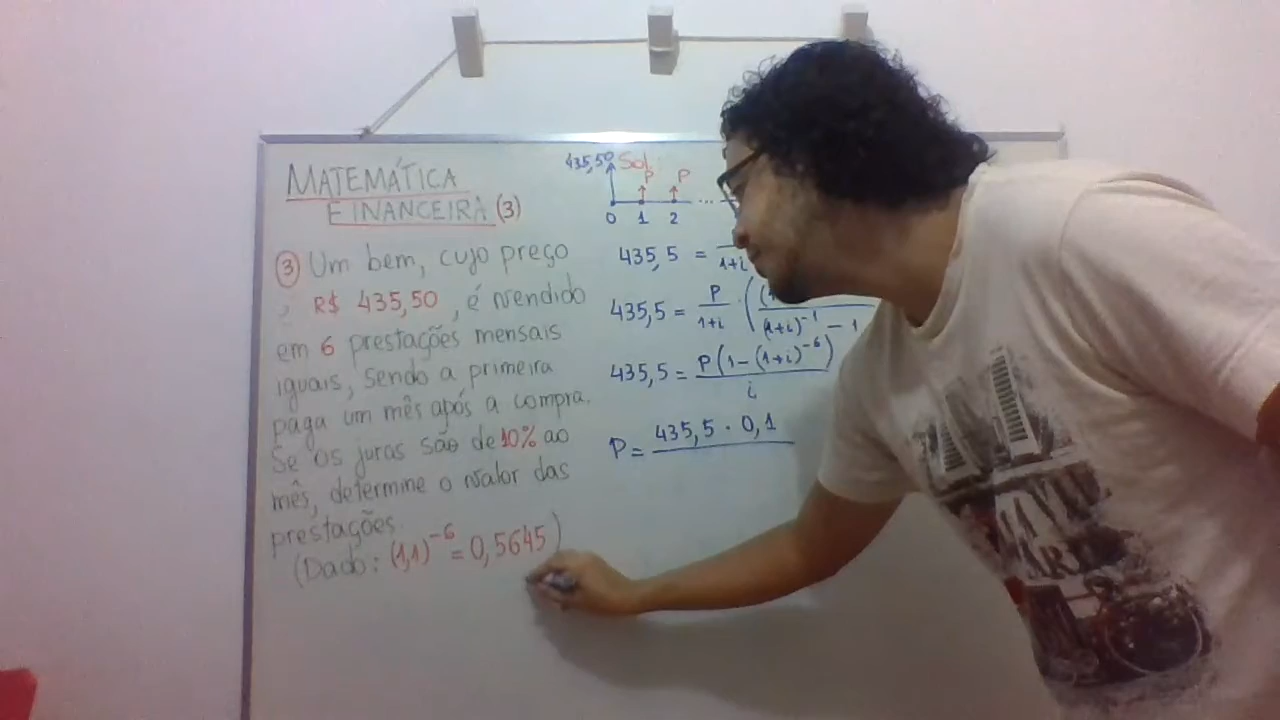 MATEMÁTICA
FINANCEIRA (3)
③ Um bem, cujo preço
é R$ 435,50, é vendido
em 6 prestações mensais
iguais, sendo a primeira
paga um mês após a compra.
Se os juros são de 10% ao
mês, determine o valor das
prestações.
(Dado: (1,1)⁻⁶ = 0,5645)
435,50 Sol:
P P
0 1 2 ...
435,5 = 1+i
435,5 = P/(1+i) · ( (1+i)⁻¹ - 1
435,5 = P(1-(1+i)⁻⁶)/i
P = 435,5 · 0,1